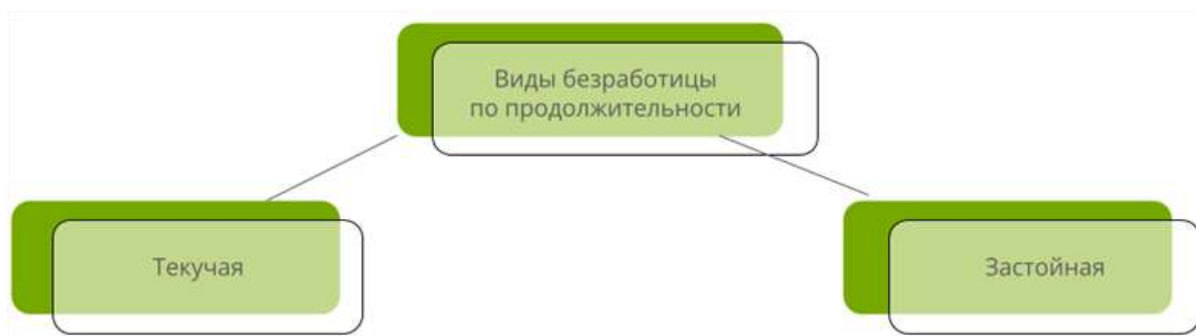 Виды безработицы
по продолжительности
Текучая
Застойная